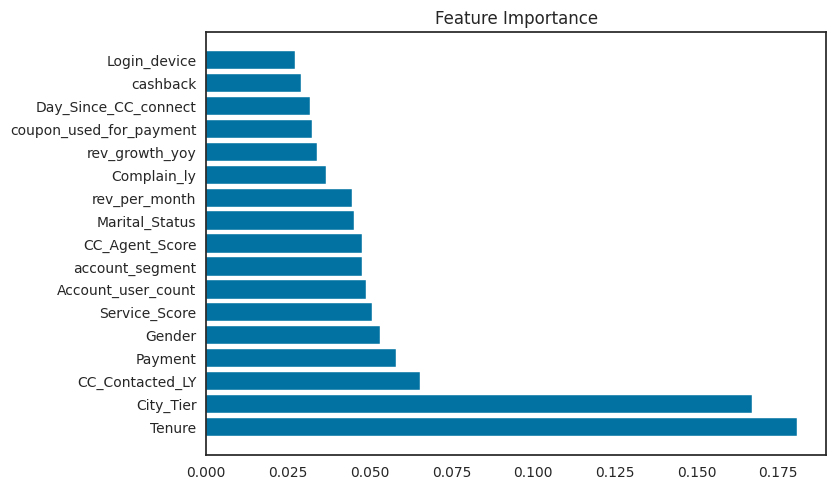 Feature Importance
Login_device
cashback
Day_Since_CC_connect
coupon_used_for_payment
rev_growth_yoy
Complain_ly
rev_per_month
Marital_Status
CC_Agent_Score
account_segment
Account_user_count
Service_Score
Gender
Payment
CC_Contacted_LY
City_Tier
Tenure
0.000 0.025 0.050 0.075 0.100 0.125 0.150 0.175